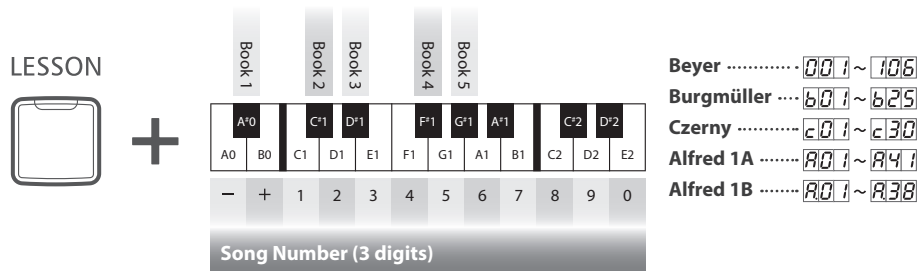 LESSON
Book 1
Book 2
Book 3
Book 4
Book 5
A#0 C#1 D#1 F#1 G#1 A#1 C#2 D#2
A0 B0 C1 D1 E1 F1 G1 A1 B1 C2 D2 E2
– + 1 2 3 4 5 6 7 8 9 0
Song Number (3 digits)
Beyer ············ 001 ~ 106
Burgmüller ···· b01 ~ b25
Czerny ··········· c01 ~ c30
Alfred 1A ······· A01 ~ A41
Alfred 1B ······· A.01 ~ A.38